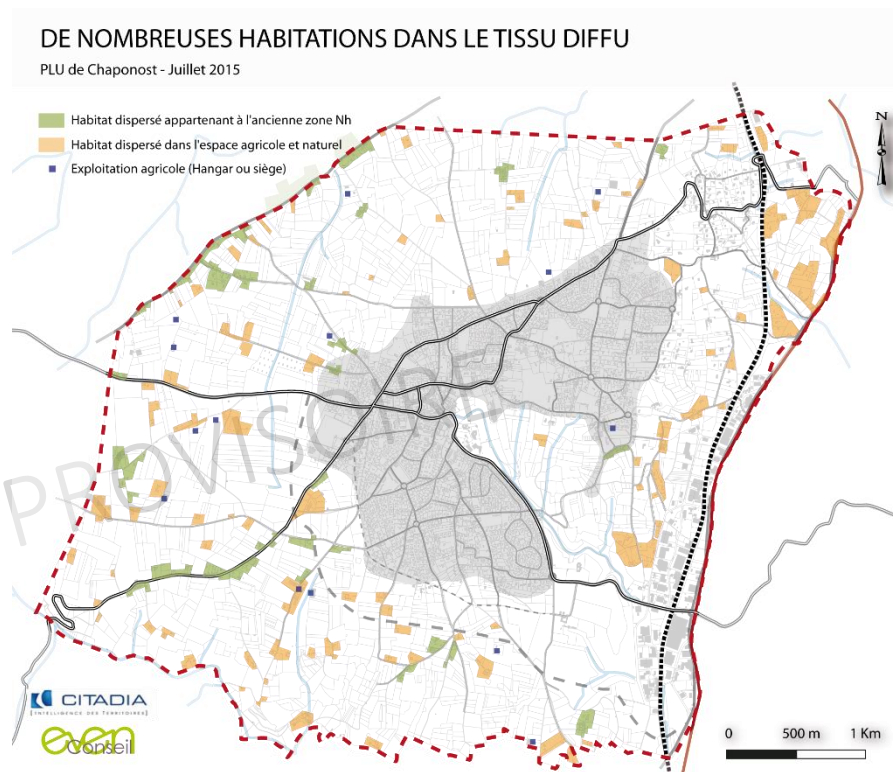 DE NOMBREUSES HABITATIONS DANS LE TISSU DIFFU
PLU de Chaponost - Juillet 2015
Habitat dispersé appartenant à l'ancienne zone Nh
Habitat dispersé dans l'espace agricole et naturel
Exploitation agricole (Hangar ou siège)
Z
PROVISOIRE
CITADIA
[INTELLIGENCE DES TERRITOIRES]
even
Conseil
0 500 m 1 Km